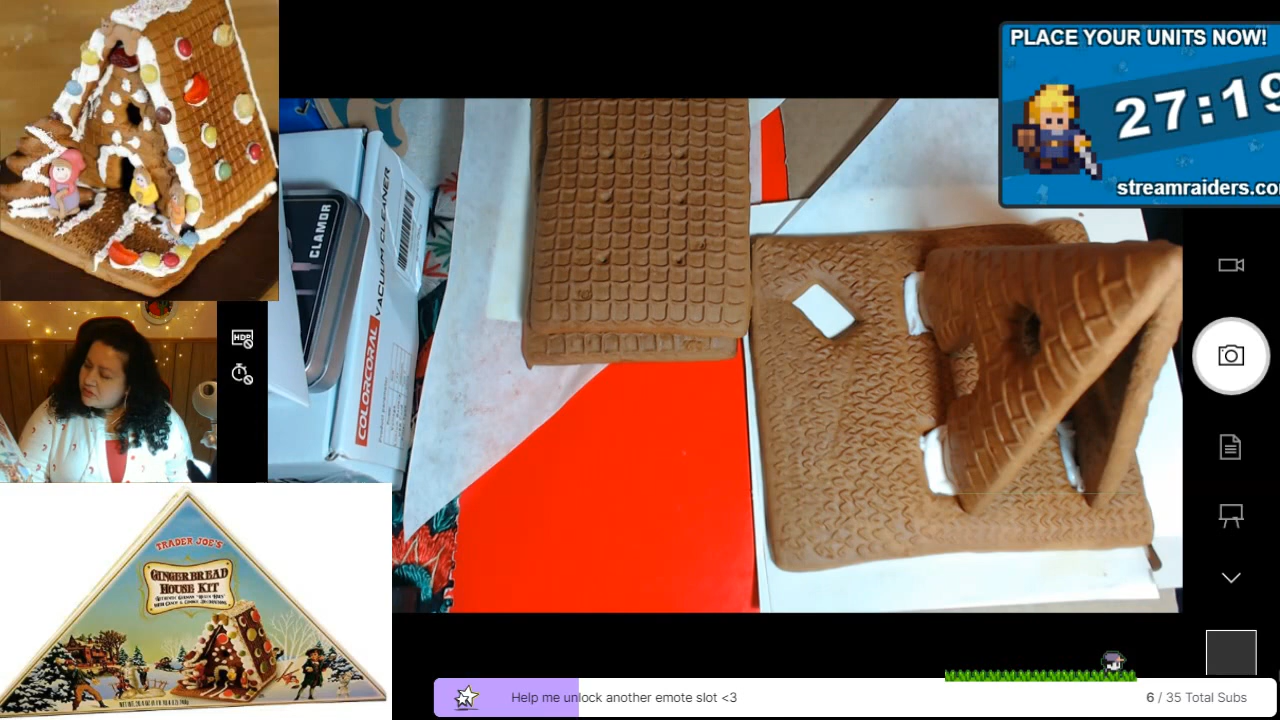 PLACE YOUR UNITS NOW!
27:19
streamraiders.co
CLAMOR
COLORCORAL VACUUM CLEANER
HDR
TRADER JOE'S
GINGERBREAD
HOUSE KIT
Help me unlock another emote slot <3
6 / 35 Total Subs